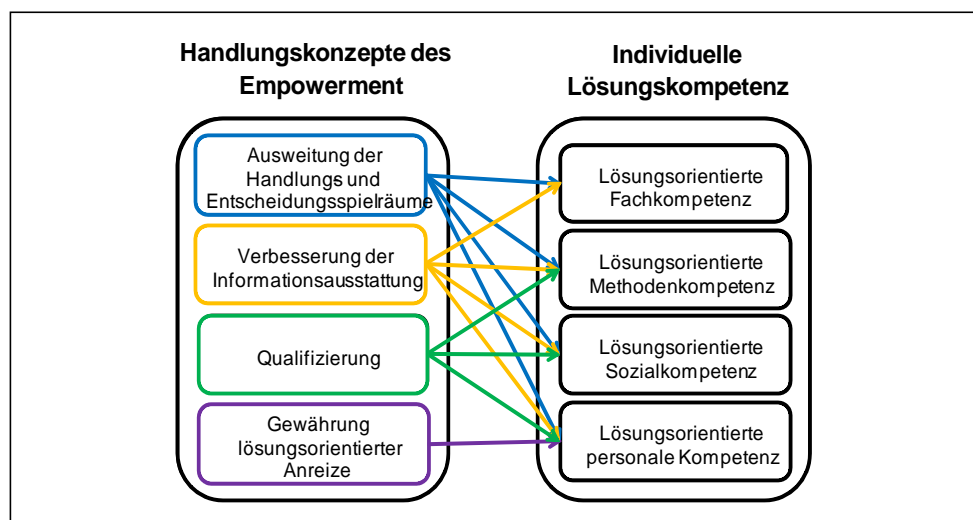 Handlungskonzepte des
Empowerment
Individuelle
Lösungskompetenz
Ausweitung der
Handlungs und
Entscheidungsspielräume
Verbesserung der
Informationsausstattung
Qualifizierung
Gewährung
lösungsorientierter
Anreize
Lösungsorientierte
Fachkompetenz
Lösungsorientierte
Methodenkompetenz
Lösungsorientierte
Sozialkompetenz
Lösungsorientierte
personale Kompetenz